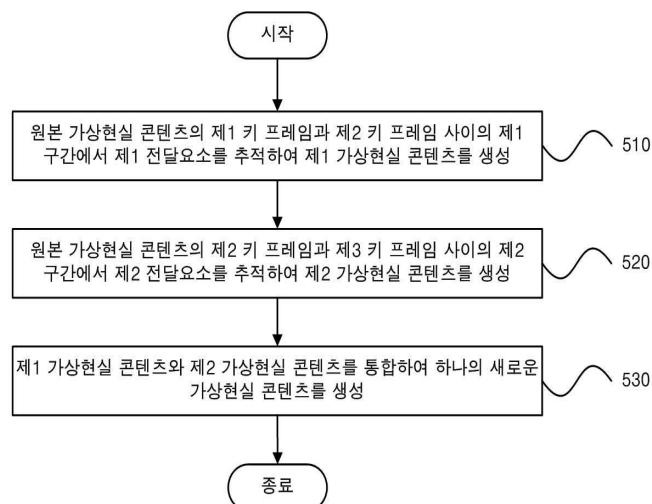 시작
원본 가상현실 콘텐츠의 제1 키 프레임과 제2 키 프레임 사이의 제1
구간에서 제1 전달요소를 추적하여 제1 가상현실 콘텐츠를 생성
510
원본 가상현실 콘텐츠의 제2 키 프레임과 제3 키 프레임 사이의 제2
구간에서 제2 전달요소를 추적하여 제2 가상현실 콘텐츠를 생성
520
제1 가상현실 콘텐츠와 제2 가상현실 콘텐츠를 통합하여 하나의 새로운
가상현실 콘텐츠를 생성
530
종료